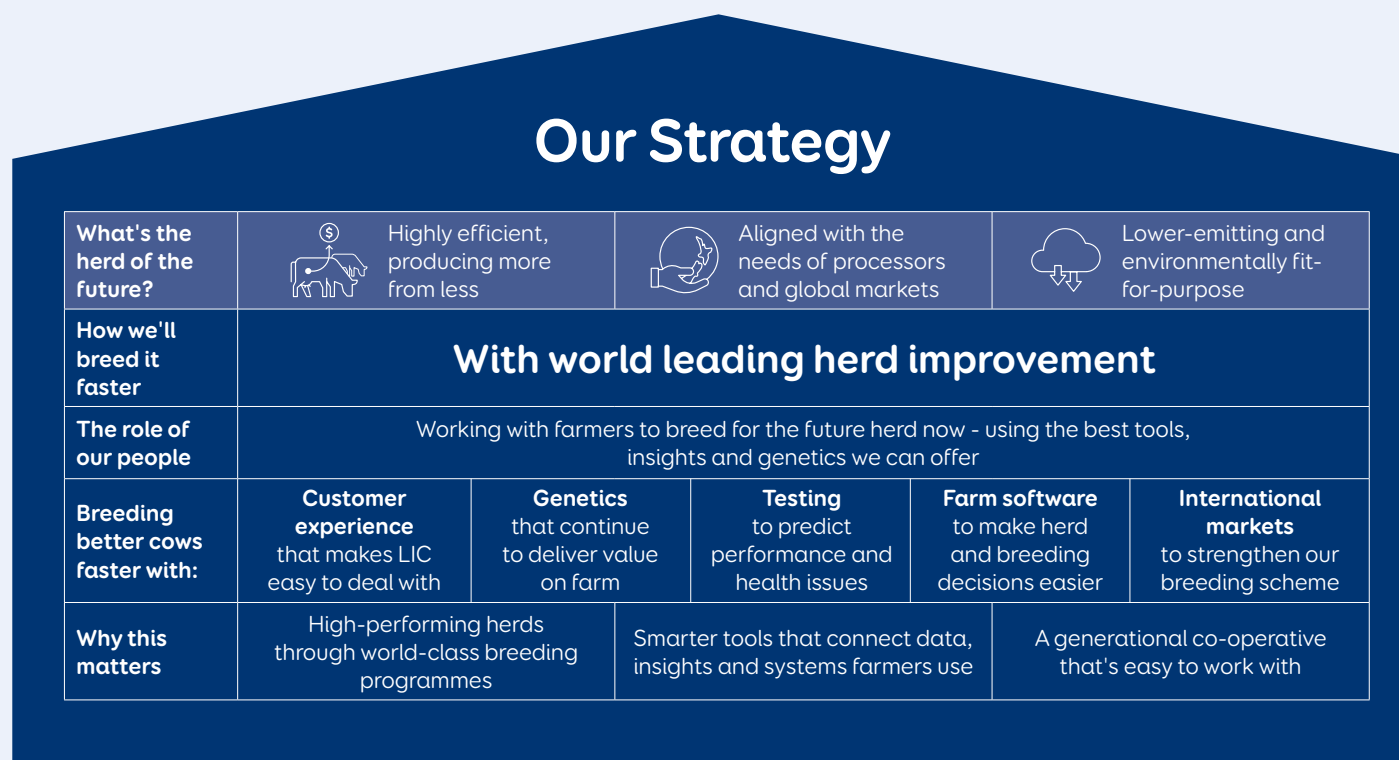 Our Strategy
What's the
herd of the
future?
$
Highly efficient,
producing more
from less
Aligned with the
needs of processors
and global markets
Lower-emitting and
environmentally fit-
for-purpose
How we'll
breed it
faster
With world leading herd improvement
The role of
our people
Working with farmers to breed for the future herd now - using the best tools,
insights and genetics we can offer
Breeding
better cows
faster with:
Customer
experience
that makes LIC
easy to deal with
Genetics
that continue
to deliver value
on farm
Testing
to predict
performance and
health issues
Farm software
to make herd
and breeding
decisions easier
International
markets
to strengthen our
breeding scheme
Why this
matters
High-performing herds
through world-class breeding
programmes
Smarter tools that connect data,
insights and systems farmers use
A generational co-operative
that's easy to work with